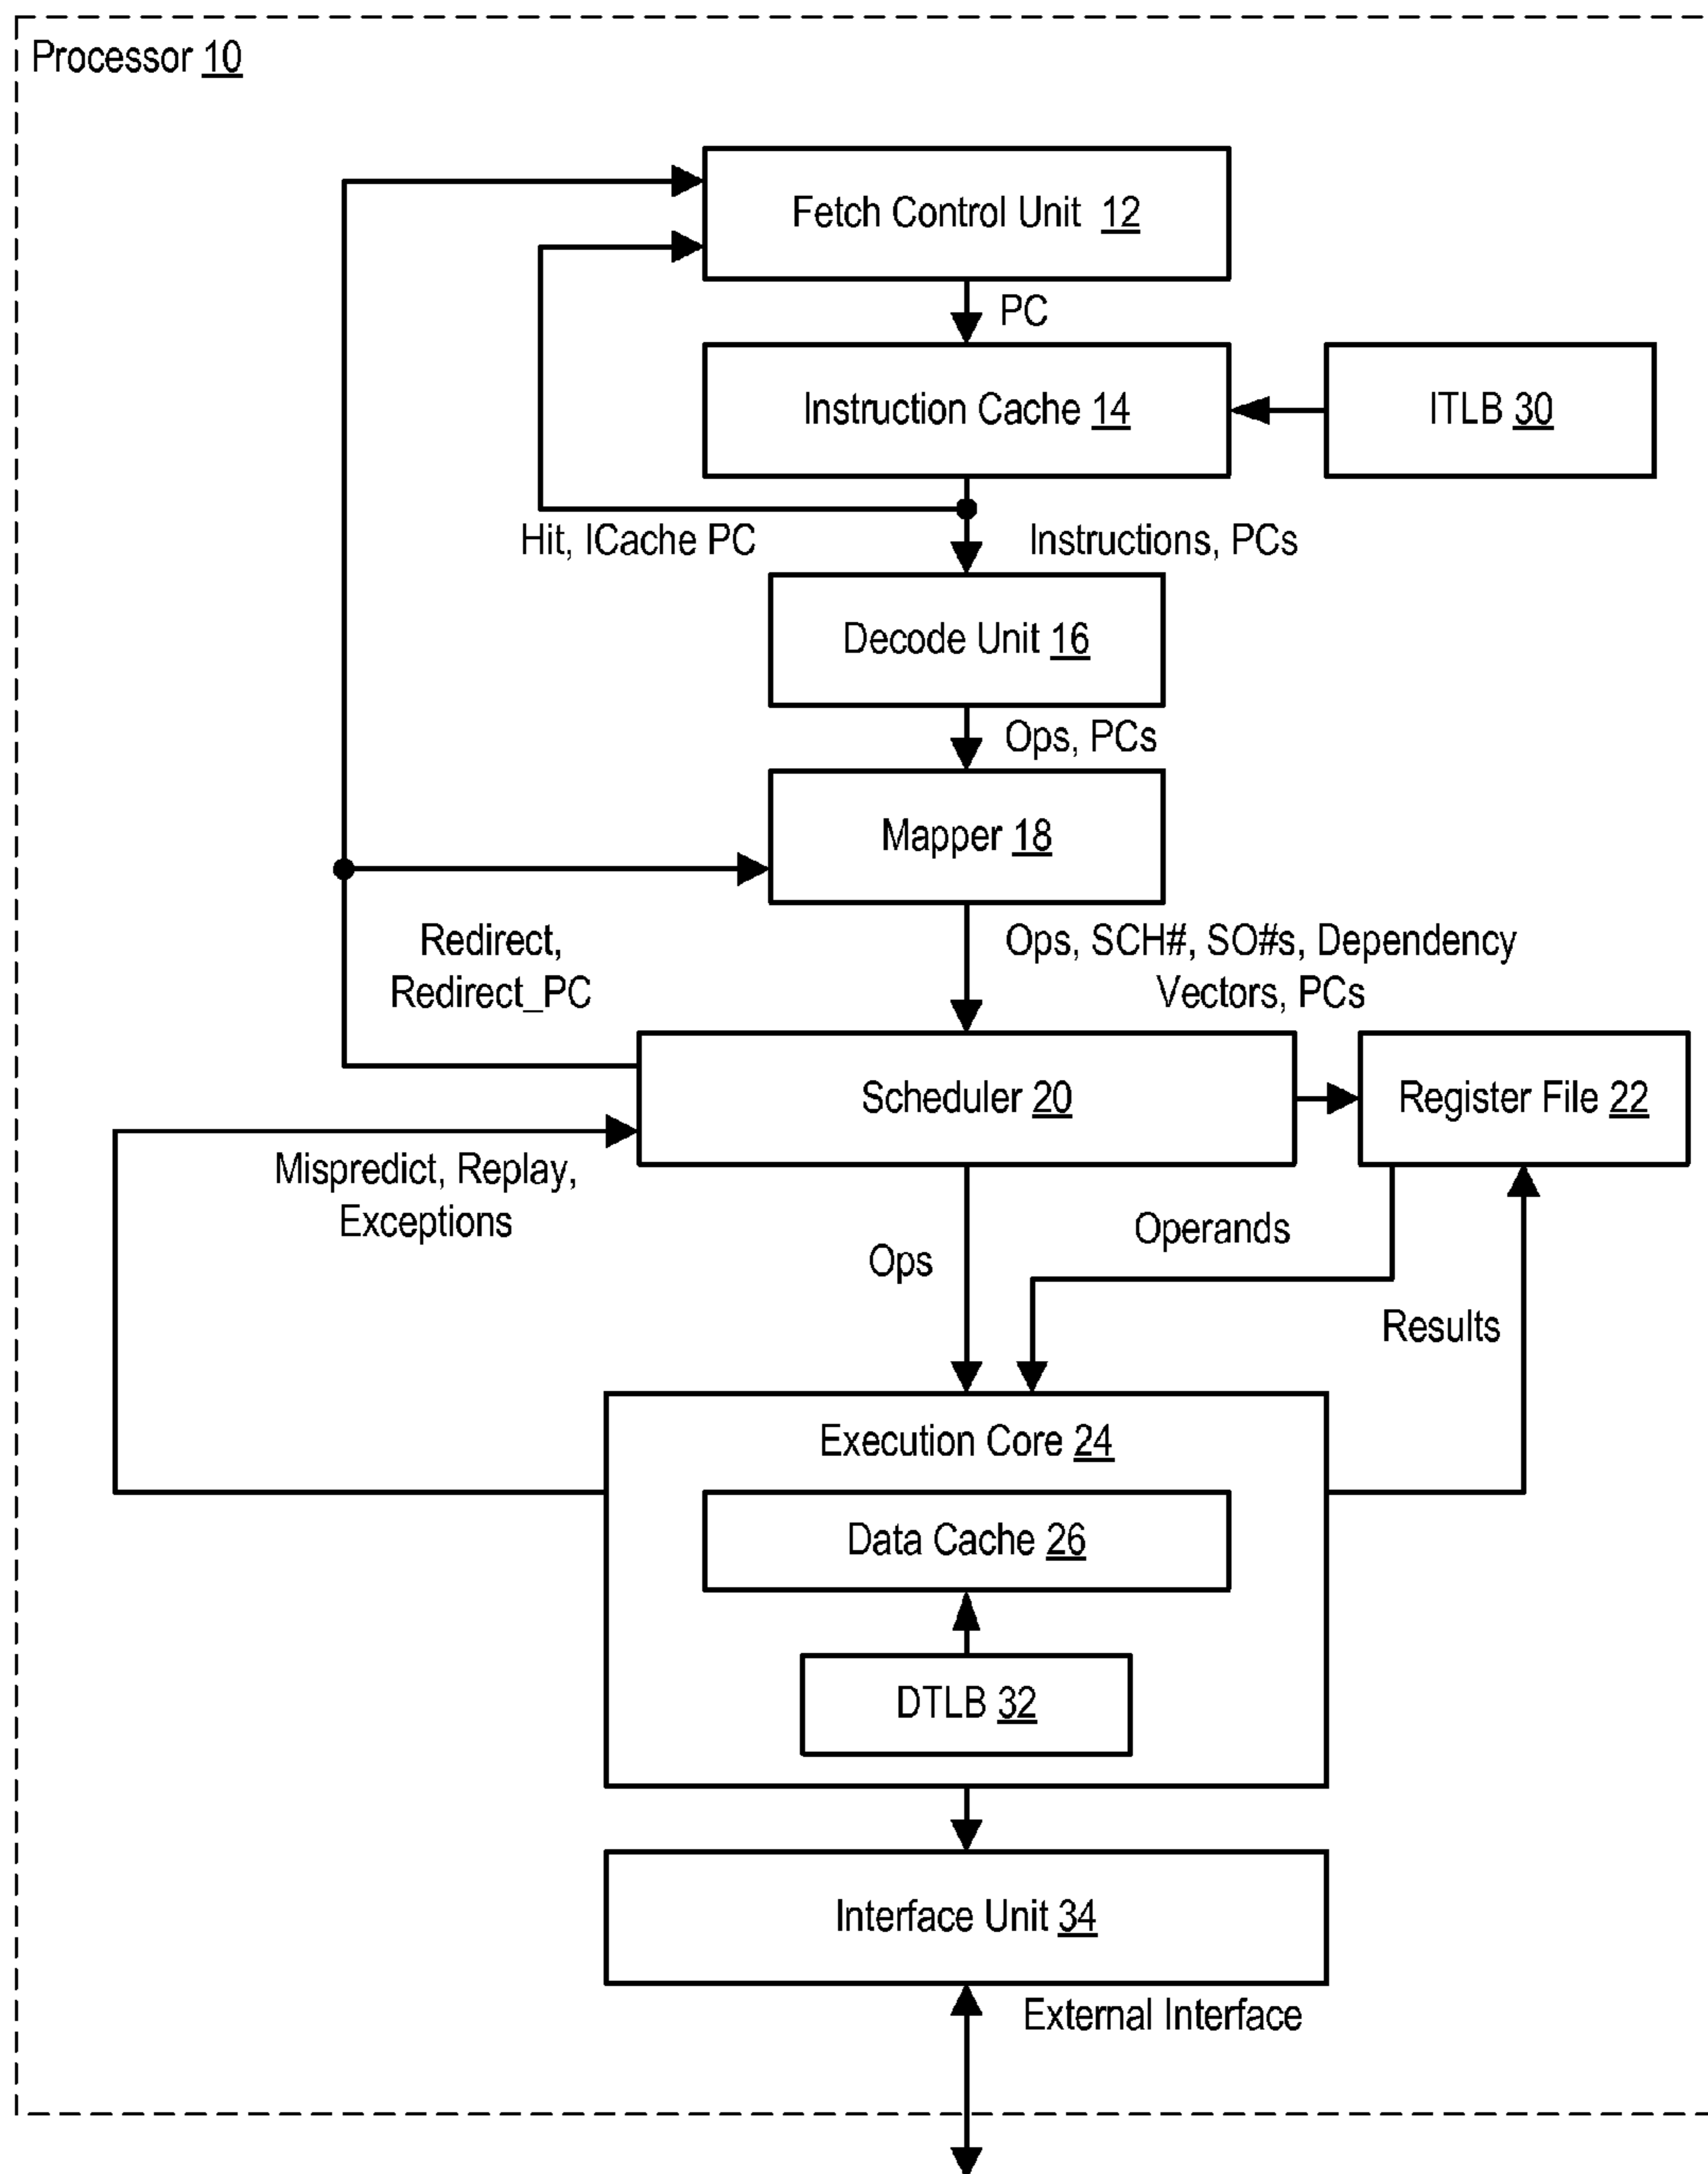 Processor 10
Fetch Control Unit 12
PC
Instruction Cache 14
ITLB 30
Hit, ICache PC
Instructions, PCs
Decode Unit 16
Ops, PCs
Mapper 18
Redirect,
Redirect_PC
Ops, SCH#, SO#s, Dependency
Vectors, PCs
Scheduler 20
Register File 22
Mispredict, Replay,
Exceptions
Ops
Operands
Results
Execution Core 24
Data Cache 26
DTLB 32
Interface Unit 34
External Interface